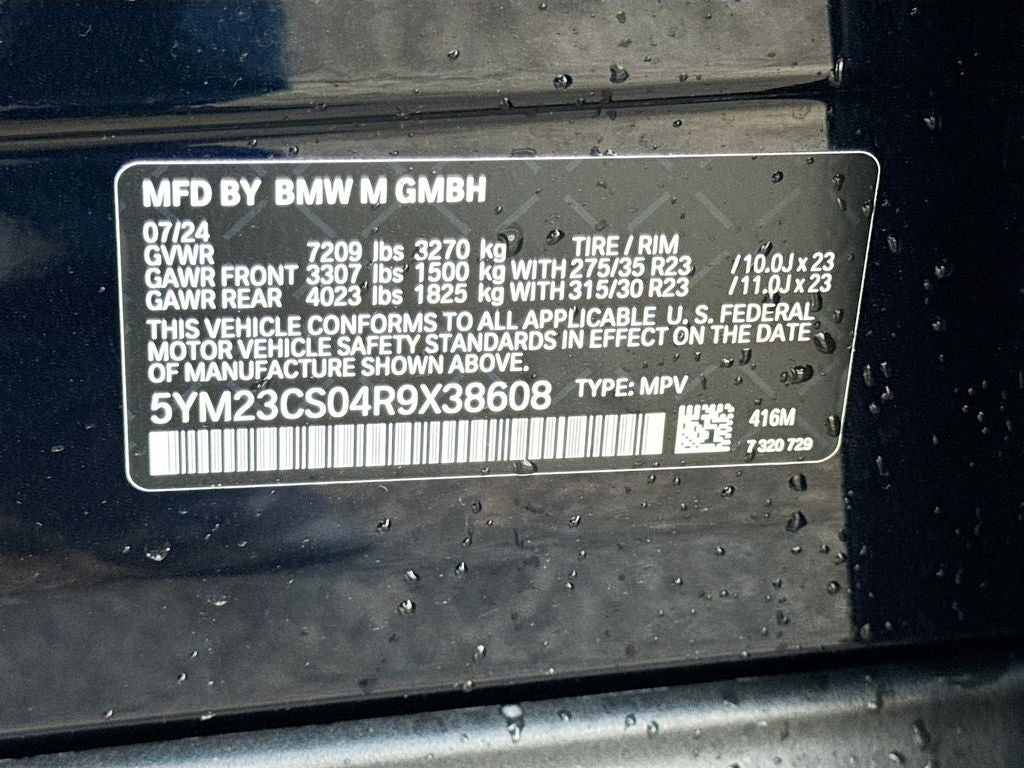 MFD BY BMW M GMBH
07/24
GVWR 7209 lbs 3270 kg TIRE / RIM
GAWR FRONT 3307 lbs 1500 kg WITH 275/35 R23 /10.0J x 23
GAWR REAR 4023 lbs 1825 kg WITH 315/30 R23 /11.0J x 23
THIS VEHICLE CONFORMS TO ALL APPLICABLE U. S. FEDERAL
MOTOR VEHICLE SAFETY STANDARDS IN EFFECT ON THE DATE
OF MANUFACTURE SHOWN ABOVE.
5YM23CS04R9X38608 TYPE: MPV
416M
7 320 729